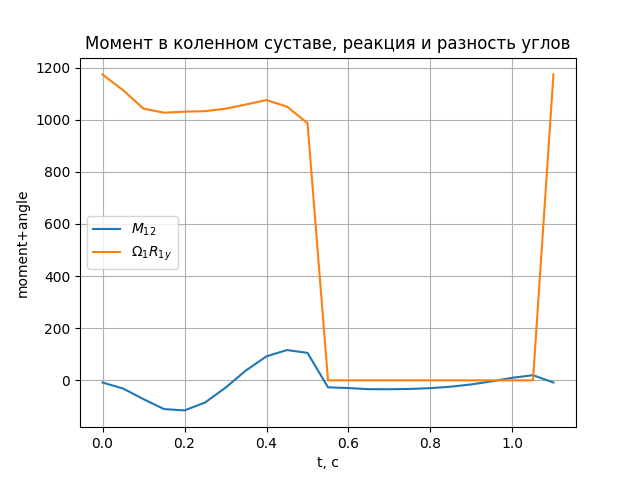 Момент в коленном суставе, реакция и разность углов
1200
1000
800
600
400
200
0
moment+angle
M₁₂
Ω₁R₁y
0.0 0.2 0.4 0.6 0.8 1.0
t, c